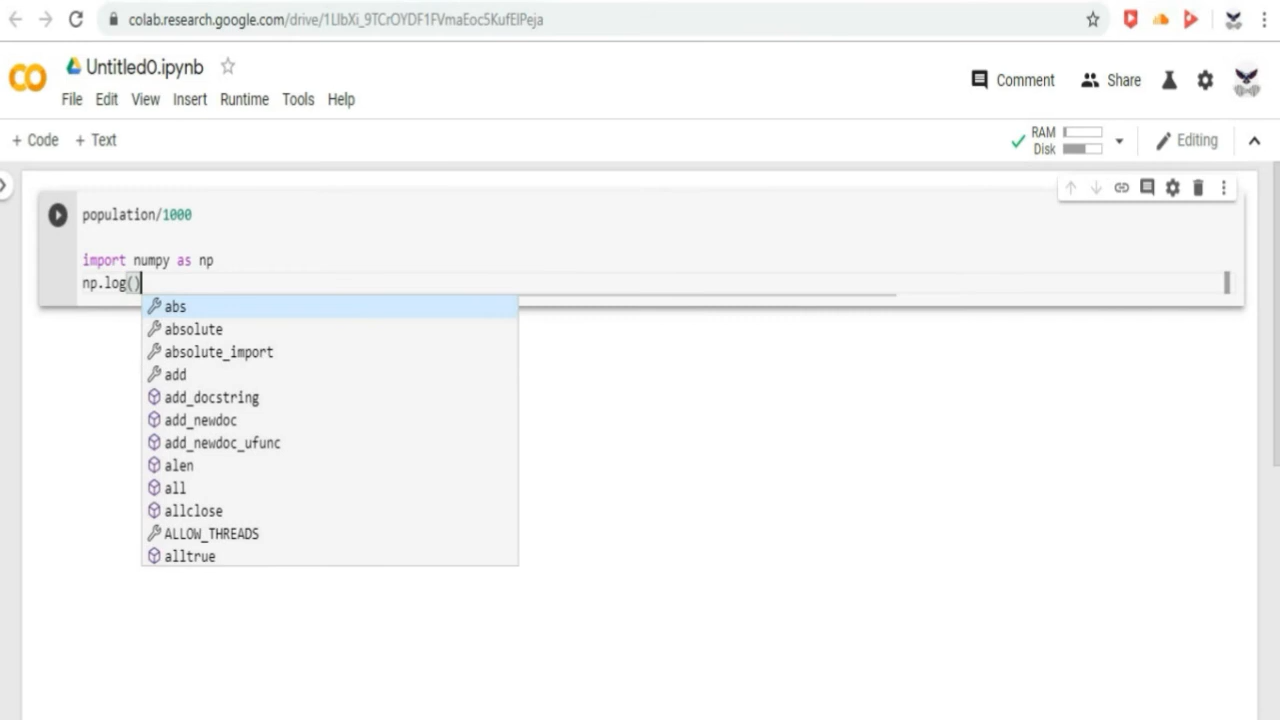 colab.research.google.com/drive/1UbXi_9TCrOYDF1FVmaEoc5KufElPeja
Untitled0.ipynb
Comment Share
File Edit View Insert Runtime Tools Help
+ Code + Text
RAM
Disk
Editing
population/1000
import numpy as np
np.log()
abs
absolute
absolute_import
add
add_docstring
add_newdoc
add_newdoc_ufunc
alen
all
allclose
ALLOW_THREADS
alltrue